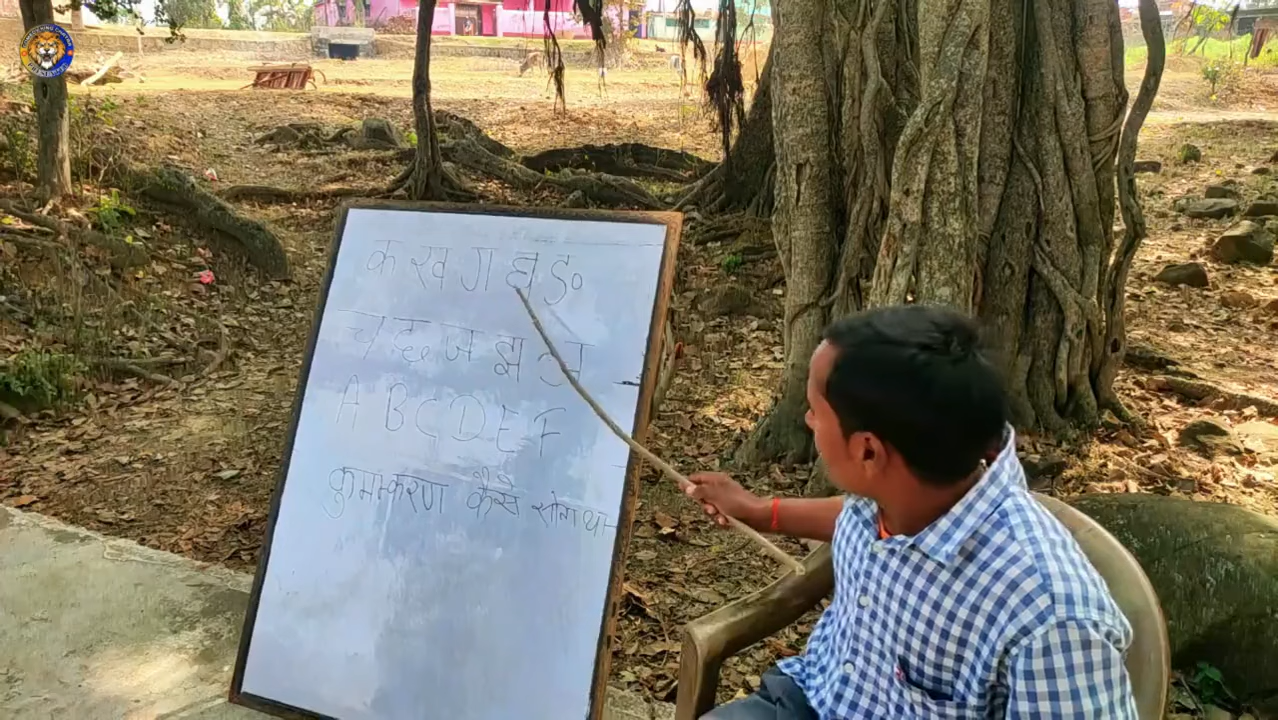 क ख ग घ ङ
च छ ज झ ञ
A B C D E F
कुम्भकरण कैसे सोता था